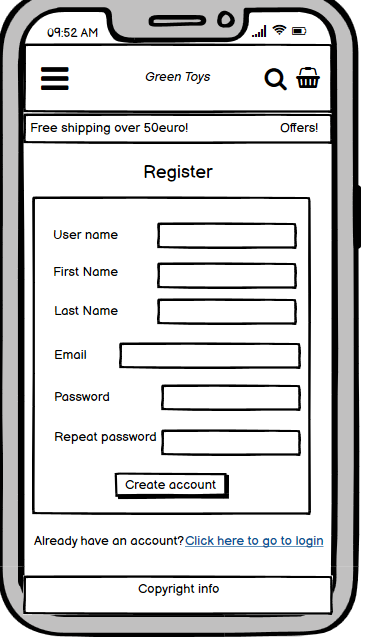 09:52 AM
Green Toys
Free shipping over 50euro! Offers!
Register
User name
First Name
Last Name
Email
Password
Repeat password
Create account
Already have an account? Click here to go to login
Copyright info